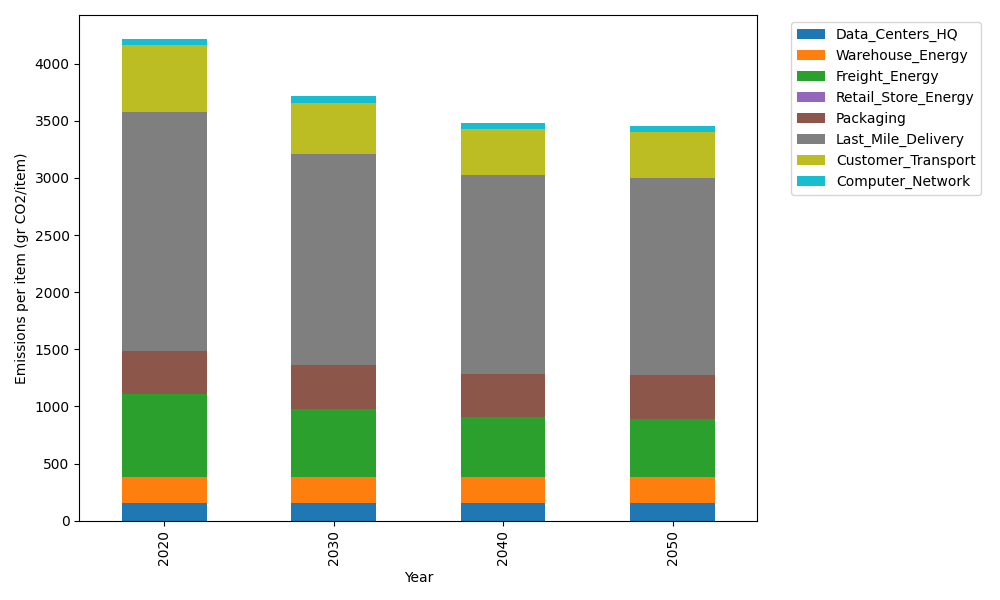 Emissions per item (gr CO2/item)
4000
3500
3000
2500
2000
1500
1000
500
0
2020
2030
2040
2050
Year
Data_Centers_HQ
Warehouse_Energy
Freight_Energy
Retail_Store_Energy
Packaging
Last_Mile_Delivery
Customer_Transport
Computer_Network